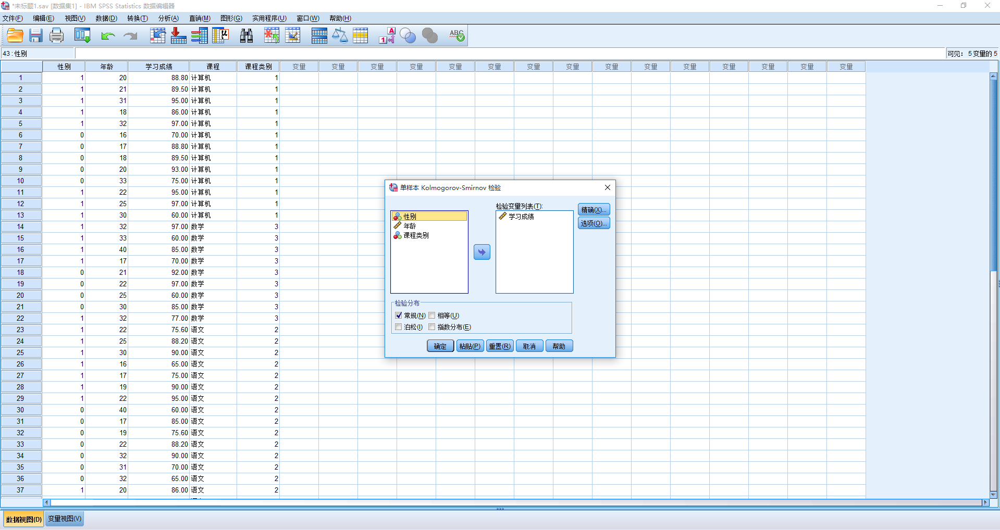 *未标题1.sav [数据集1] - IBM SPSS Statistics 数据编辑器
文件(F) 编辑(E) 视图(V) 数据(D) 转换(T) 分析(A) 直销(M) 图形(G) 实用程序(U) 窗口(W) 帮助(H)
43 : 性别 可见: 5 变量的 5
性别 年龄 学习成绩 课程 课程类别 变量 变量 变量 变量 变量 变量 变量 变量 变量 变量 变量 变量 变量 变量 变量
1 1 20 88.80 计算机 1
2 1 21 89.50 计算机 1
3 1 31 95.00 计算机 1
4 1 18 86.00 计算机 1
5 1 32 97.00 计算机 1
6 0 16 70.00 计算机 1
7 0 17 88.80 计算机 1
8 0 18 89.50 计算机 1
9 0 20 93.00 计算机 1
10 0 33 75.00 计算机 1
11 1 22 95.00 计算机 1
12 1 25 97.00 计算机 1
13 1 30 60.00 计算机 1
14 1 32 97.00 数学 3
15 1 33 60.00 数学 3
16 1 40 85.00 数学 3
17 1 17 70.00 数学 3
18 0 21 92.00 数学 3
19 0 22 97.00 数学 3
20 0 25 60.00 数学 3
21 0 30 85.00 数学 3
22 1 32 77.00 数学 3
23 1 22 75.60 语文 2
24 1 25 88.20 语文 2
25 1 30 90.00 语文 2
26 1 16 65.00 语文 2
27 1 17 75.00 语文 2
28 1 19 90.00 语文 2
29 1 22 95.00 语文 2
30 0 40 60.00 语文 2
31 0 17 85.00 语文 2
32 0 19 75.60 语文 2
33 0 22 88.20 语文 2
34 0 32 90.00 语文 2
35 0 31 70.00 语文 2
36 0 32 65.00 语文 2
37 1 20 86.00 语文 2
单样本 Kolmogorov-Smirnov 检验
检验变量列表(T):
性别
年龄
课程类别
学习成绩
精确(X)...
选项(O)...
检验分布
常规(N) 相等(U)
泊松(I) 指数分布(E)
确定 粘贴(P) 重置(R) 取消 帮助
数据视图(D) 变量视图(V)